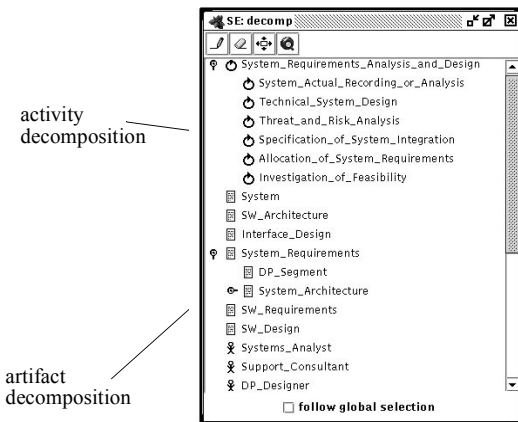 SE: decomp
System_Requirements_Analysis_and_Design
System_Actual_Recording_or_Analysis
Technical_System_Design
Threat_and_Risk_Analysis
Specification_of_System_Integration
Allocation_of_System_Requirements
Investigation_of_Feasibility
System
SW_Architecture
Interface_Design
System_Requirements
DP_Segment
System_Architecture
SW_Requirements
SW_Design
Systems_Analyst
Support_Consultant
DP_Designer
follow global selection
activity
decomposition
artifact
decomposition